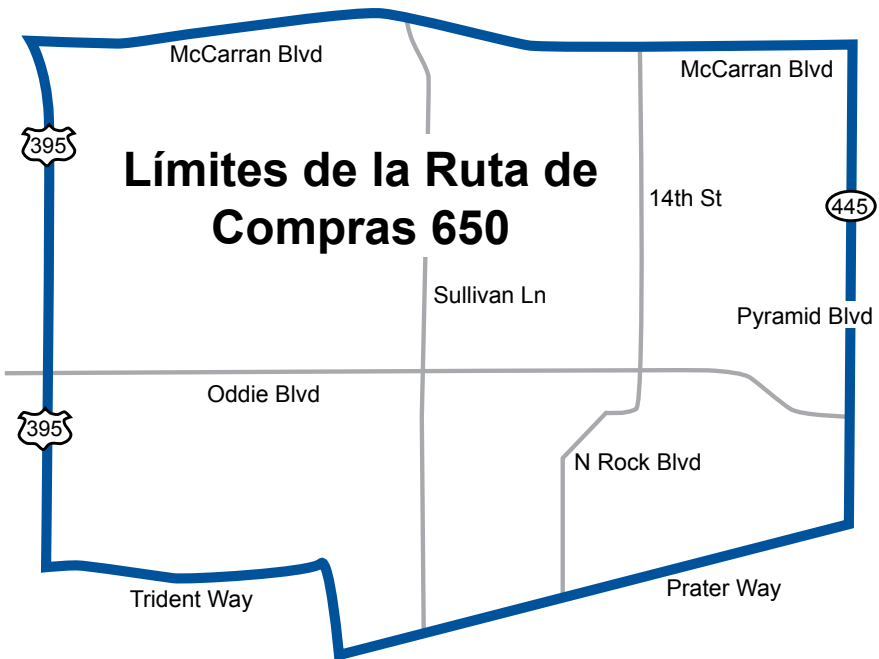 McCarran Blvd
McCarran Blvd
395
Límites de la Ruta de
Compras 650
14th St
445
Sullivan Ln
Pyramid Blvd
Oddie Blvd
395
N Rock Blvd
Prater Way
Trident Way